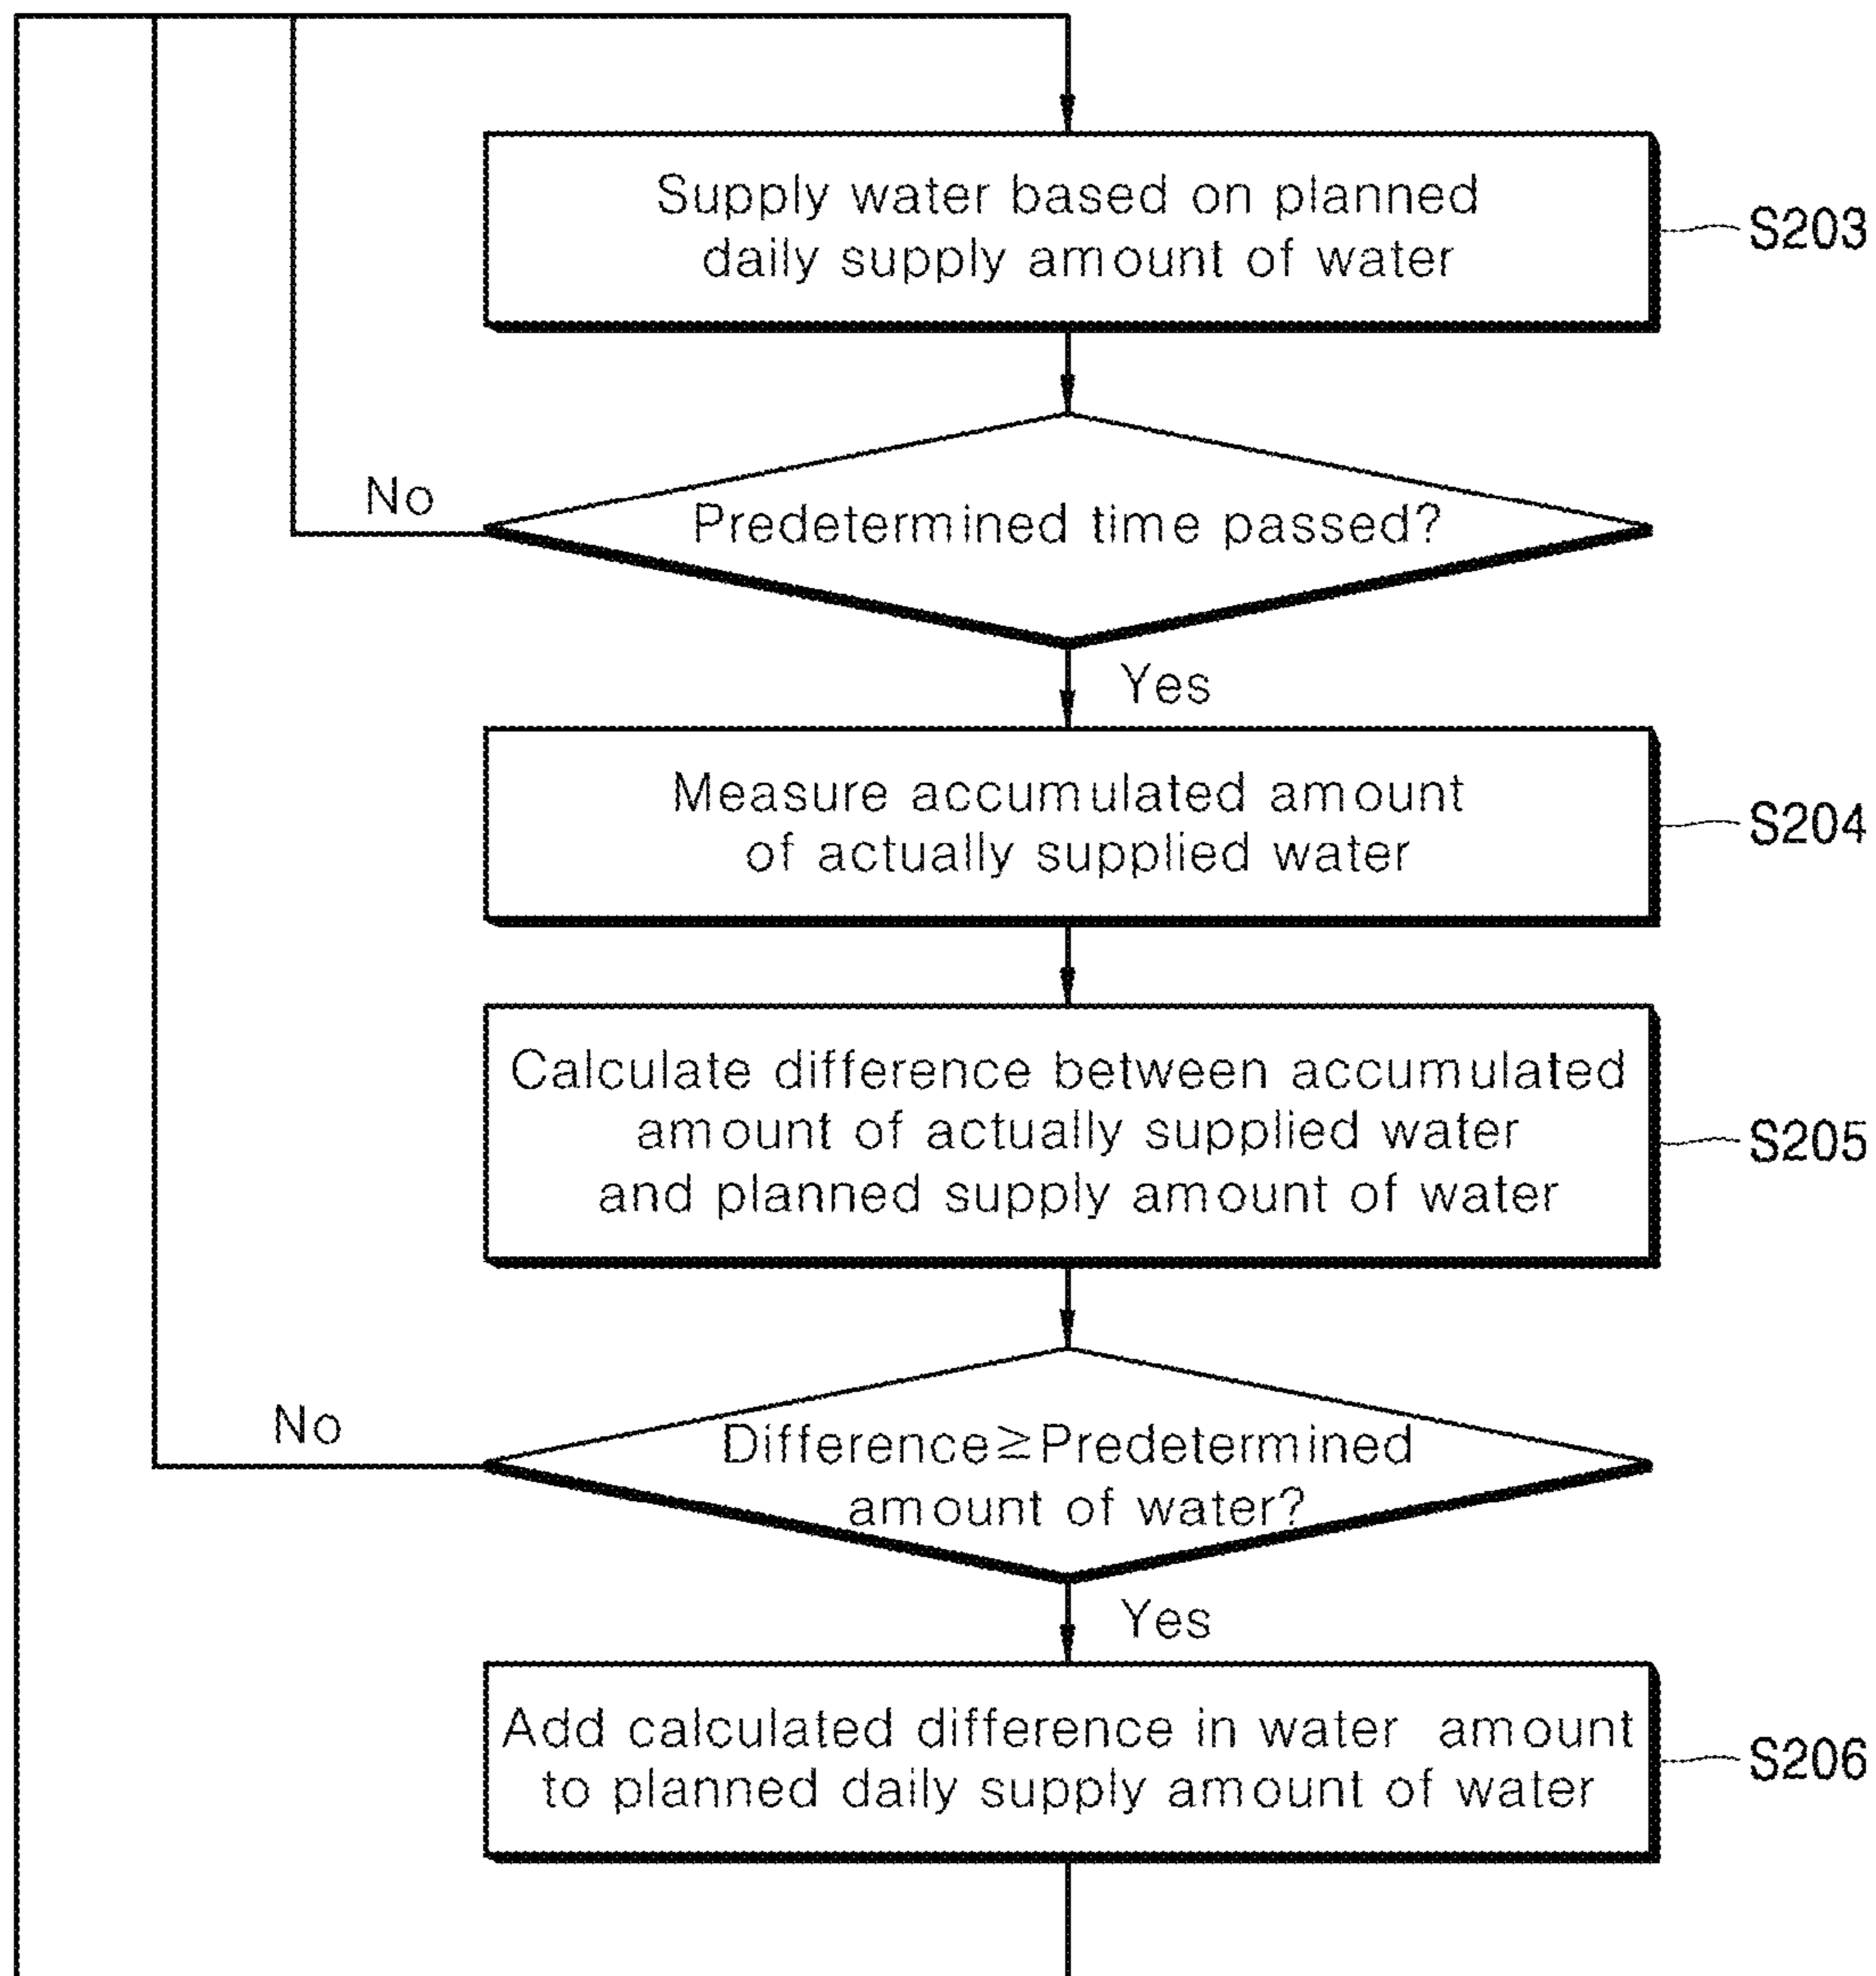 Supply water based on planned
daily supply amount of water
S203
No
Predetermined time passed?
Yes
Measure accumulated amount
of actually supplied water
S204
Calculate difference between accumulated
amount of actually supplied water
and planned supply amount of water
S205
No
Difference≧Predetermined
amount of water?
Yes
Add calculated difference in water amount
to planned daily supply amount of water
S206